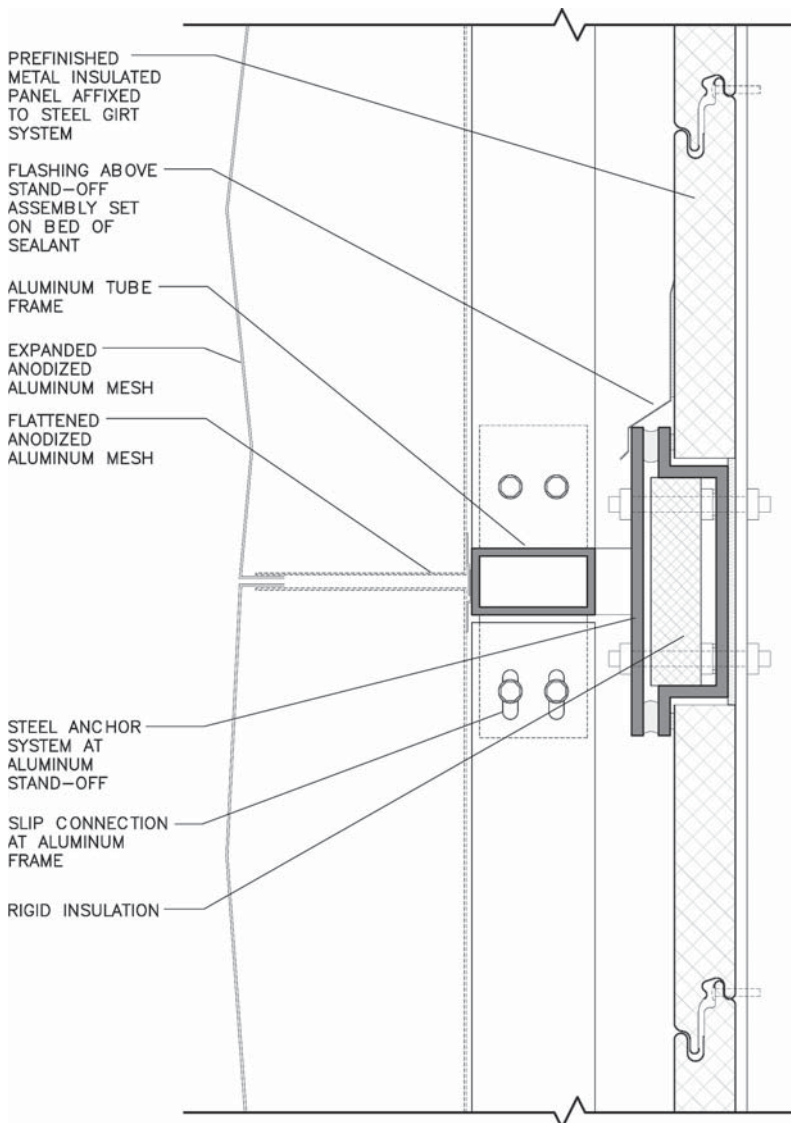 PREFINISHED
METAL INSULATED
PANEL AFFIXED
TO STEEL GIRT
SYSTEM
FLASHING ABOVE
STAND-OFF
ASSEMBLY SET
ON BED OF
SEALANT
ALUMINUM TUBE
FRAME
EXPANDED
ANODIZED
ALUMINUM MESH
FLATTENED
ANODIZED
ALUMINUM MESH
STEEL ANCHOR
SYSTEM AT
ALUMINUM
STAND-OFF
SLIP CONNECTION
AT ALUMINUM
FRAME
RIGID INSULATION